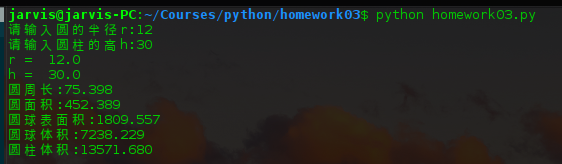 jarvis@jarvis-PC:~/Courses/python/homework03$ python homework03.py
请输入圆的半径r:12
请输入圆柱的高h:30
r =  12.0
h =  30.0
圆周长:75.398
圆面积:452.389
圆球表面积:1809.557
圆球体积:7238.229
圆柱体积:13571.680